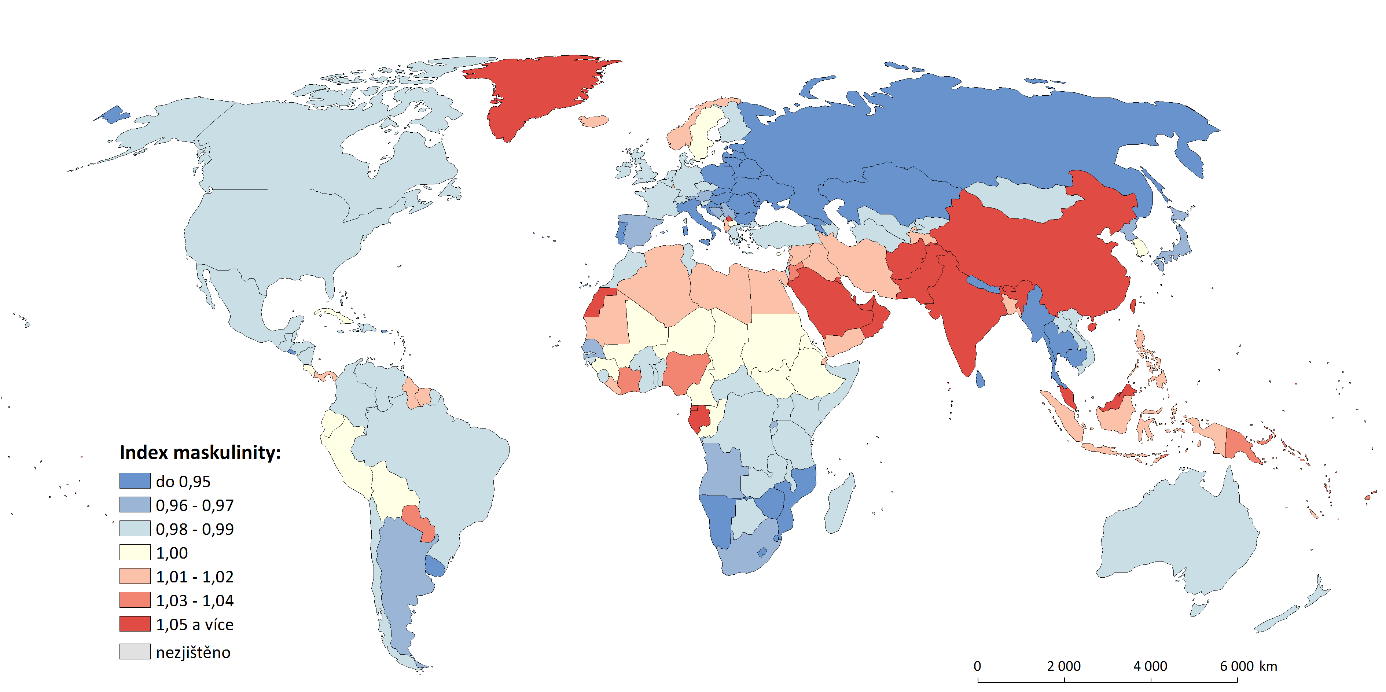 Index maskulinity:
do 0,95
0,96 - 0,97
0,98 - 0,99
1,00
1,01 - 1,02
1,03 - 1,04
1,05 a více
nezjištěno
0 2 000 4 000 6 000 km